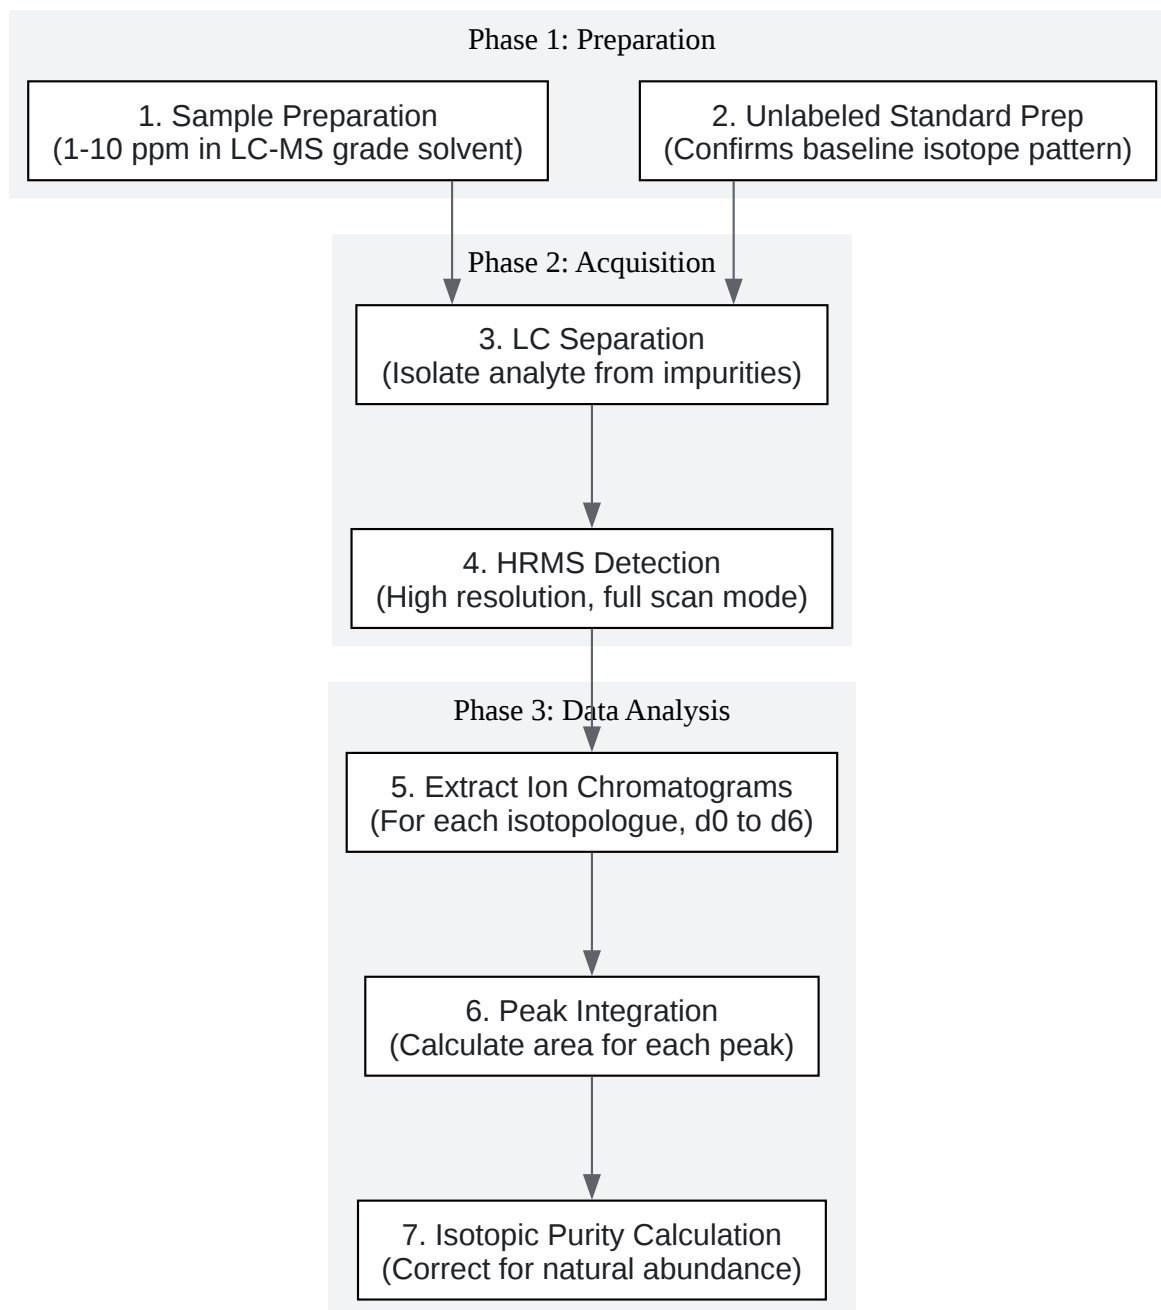 Phase 1: Preparation
1. Sample Preparation
(1-10 ppm in LC-MS grade solvent)
2. Unlabeled Standard Prep
(Confirms baseline isotope pattern)
Phase 2: Acquisition
3. LC Separation
(Isolate analyte from impurities)
4. HRMS Detection
(High resolution, full scan mode)
Phase 3: Data Analysis
5. Extract Ion Chromatograms
(For each isotopologue, d0 to d6)
6. Peak Integration
(Calculate area for each peak)
7. Isotopic Purity Calculation
(Correct for natural abundance)